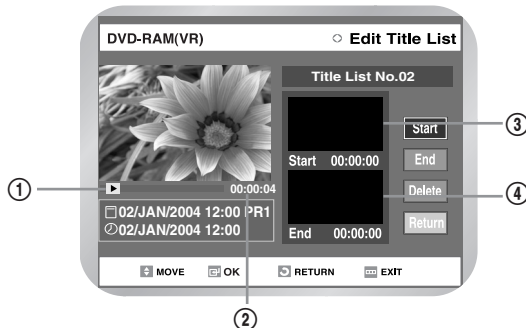 DVD-RAM(VR)
Edit Title List
Title List No.02
Start 00:00:00
End 00:00:00
Start
End
Delete
Return
00:00:04
02/JAN/2004 12:00 PR1
02/JAN/2004 12:00
MOVE OK RETURN EXIT
①
②
③
④